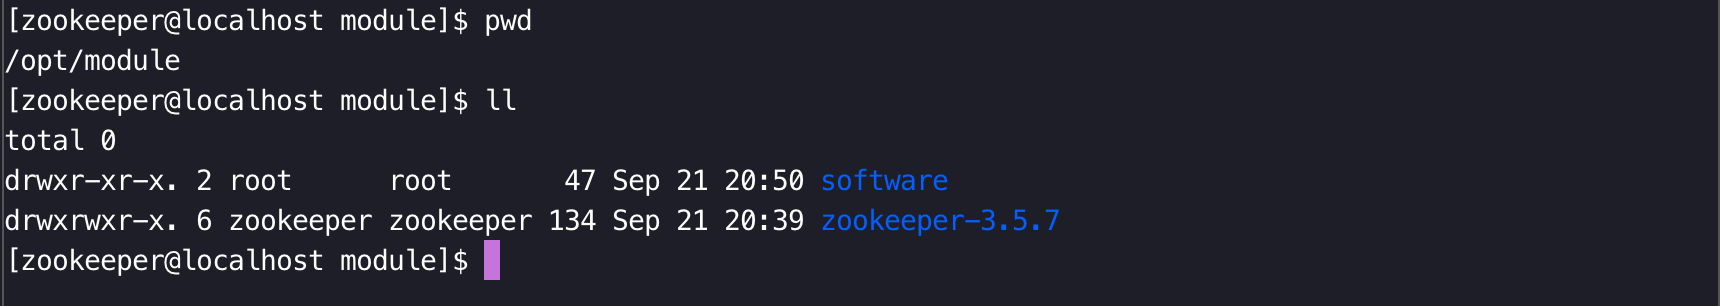 [zookeeper@localhost module]$ pwd
/opt/module
[zookeeper@localhost module]$ ll
total 0
drwxr-xr-x. 2 root      root       47 Sep 21 20:50 software
drwxrwxr-x. 6 zookeeper zookeeper 134 Sep 21 20:39 zookeeper-3.5.7
[zookeeper@localhost module]$